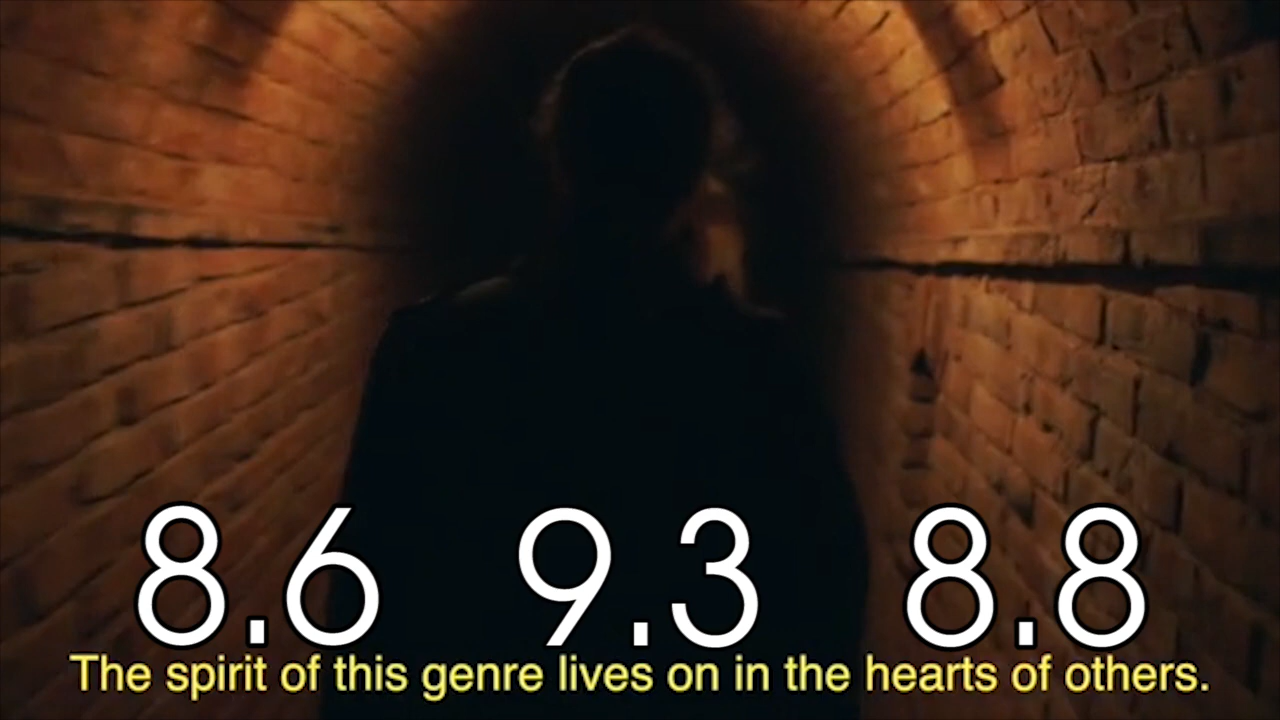 8.6 9.3 8.8
The spirit of this genre lives on in the hearts of others.